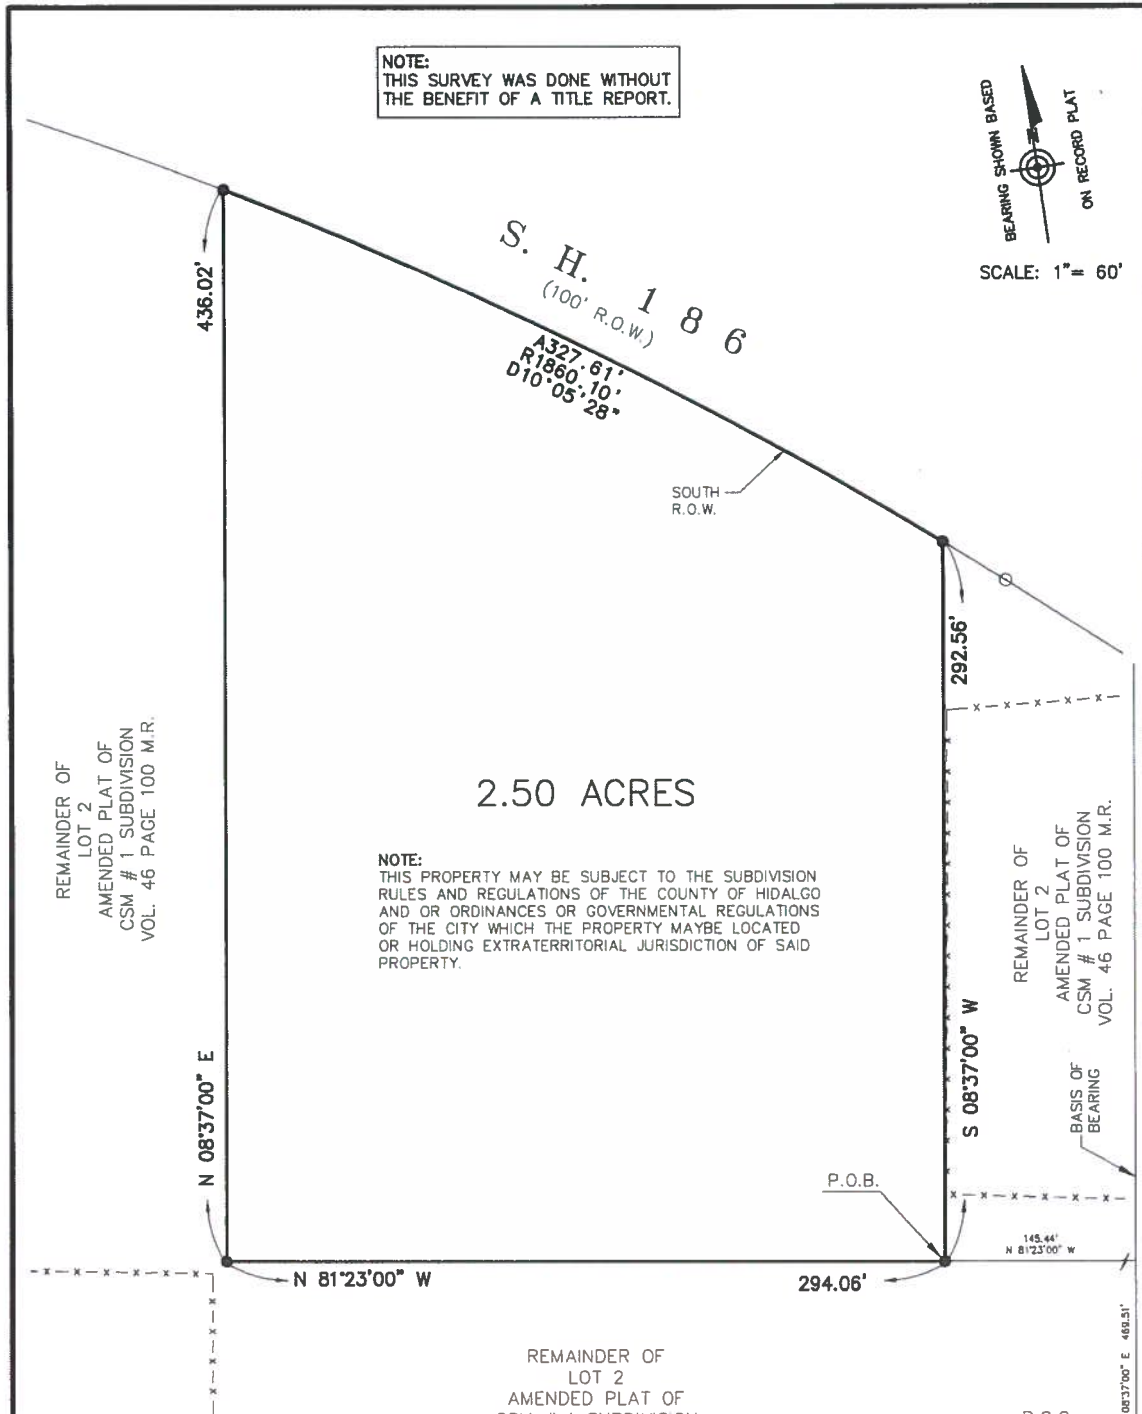 NOTE:
THIS SURVEY WAS DONE WITHOUT
THE BENEFIT OF A TITLE REPORT.
BEARING SHOWN BASED
ON RECORD PLAT
N
SCALE: 1"= 60'
S. H. 186
(100' R.O.W.)
A327.61'
R1860.10'
D10°05'28"
436.02'
SOUTH
R.O.W.
292.56'
2.50 ACRES
NOTE:
THIS PROPERTY MAY BE SUBJECT TO THE SUBDIVISION
RULES AND REGULATIONS OF THE COUNTY OF HIDALGO
AND OR ORDINANCES OR GOVERNMENTAL REGULATIONS
OF THE CITY WHICH THE PROPERTY MAYBE LOCATED
OR HOLDING EXTRATERRITORIAL JURISDICTION OF SAID
PROPERTY.
REMAINDER OF
LOT 2
AMENDED PLAT OF
CSM # 1 SUBDIVISION
VOL. 46 PAGE 100 M.R.
REMAINDER OF
LOT 2
AMENDED PLAT OF
CSM # 1 SUBDIVISION
VOL. 46 PAGE 100 M.R.
N 08°37'00" E
S 08°37'00" W
BASIS OF
BEARING
P.O.B.
145.44'
N 81°23'00" W
N 81°23'00" W
294.06'
08°37'00" E 469.51'
REMAINDER OF
LOT 2
AMENDED PLAT OF